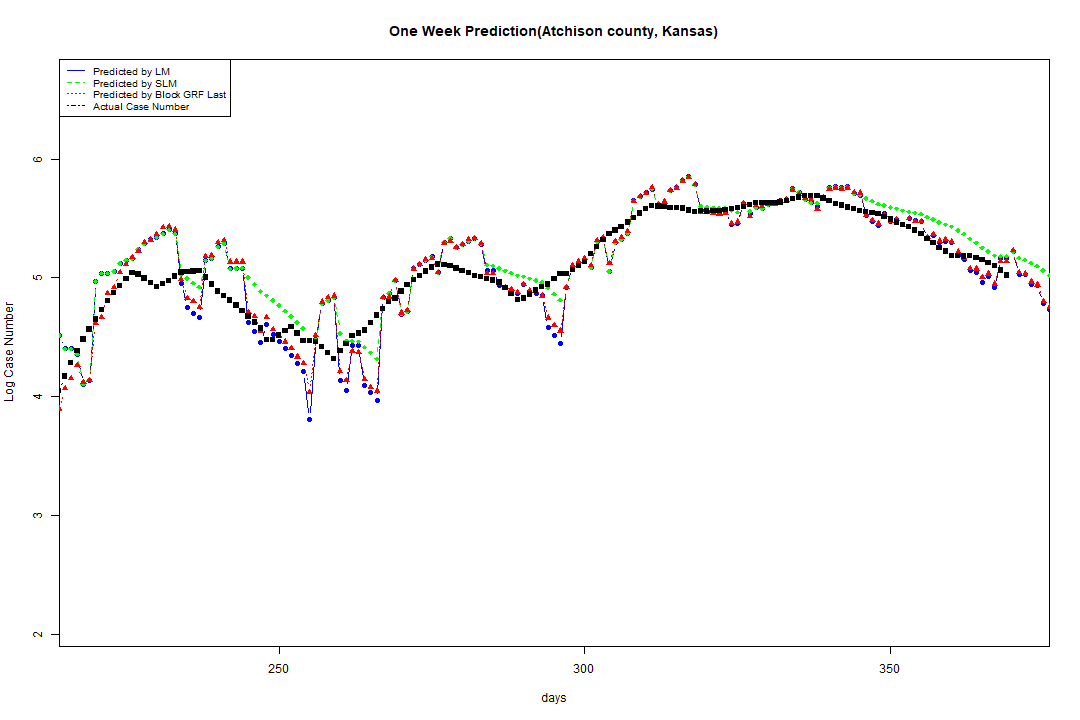 One Week Prediction(Atchison county, Kansas)
Predicted by LM
Predicted by SLM
Predicted by Block GRF Last
Actual Case Number
6
5
4
3
2
Log Case Number
250
300
350
days